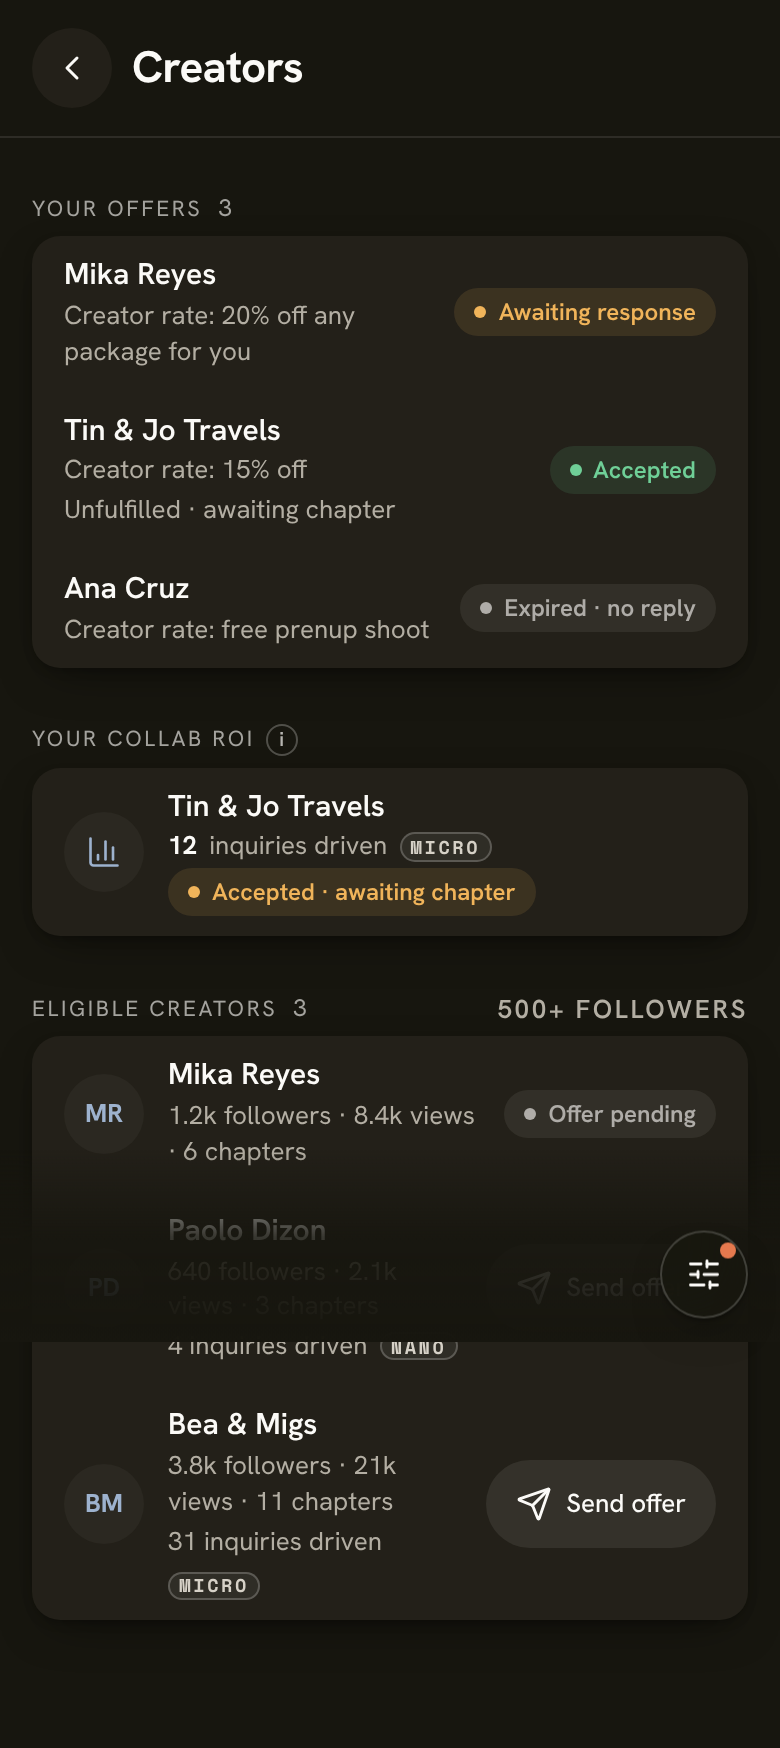 Creators
YOUR OFFERS 3
Mika Reyes
Creator rate: 20% off any
package for you
Awaiting response
Tin & Jo Travels
Creator rate: 15% off
Unfulfilled · awaiting chapter
Accepted
Ana Cruz
Creator rate: free prenup shoot
Expired · no reply
YOUR COLLAB ROI i
Tin & Jo Travels
12 inquiries driven MICRO
Accepted · awaiting chapter
ELIGIBLE CREATORS 3
500+ FOLLOWERS
MR
Mika Reyes
1.2k followers · 8.4k views
· 6 chapters
Offer pending
PD
Paolo Dizon
640 followers · 2.1k
views · 3 chapters
4 inquiries driven NANO
Send off
BM
Bea & Migs
3.8k followers · 21k
views · 11 chapters
31 inquiries driven
MICRO
Send offer